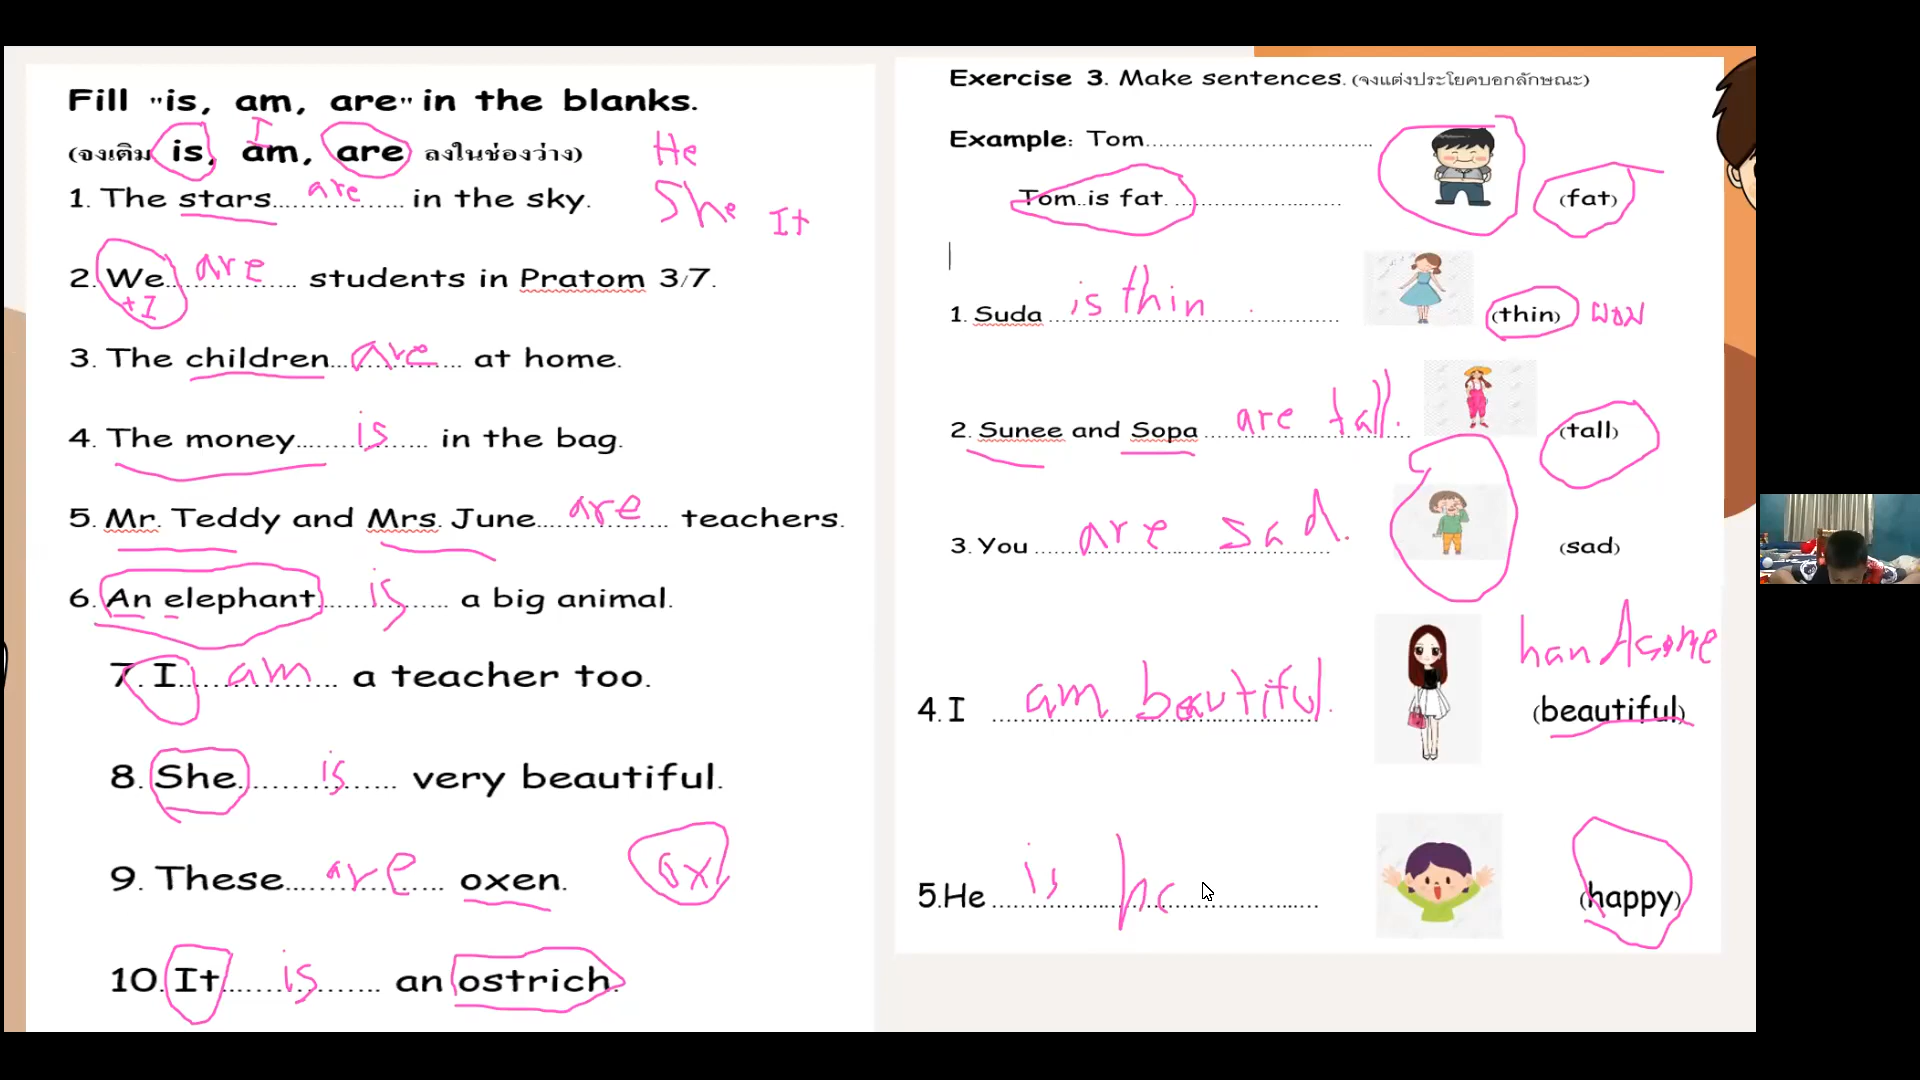 Fill "is, am, are" in the blanks.
I
(จงเติม is, am, are ลงในช่องว่าง)
He
She It
1. The stars... are ... in the sky.
2. We... are ... students in Pratom 3/7.
+I
3. The children... are ... at home.
4. The money... is ... in the bag.
5. Mr. Teddy and Mrs. June... are ... teachers.
6. An elephant... is ... a big animal.
7. I... am ... a teacher too.
8. She... is ... very beautiful.
9. These... are ... oxen.
ox
10. It... is ... an ostrich.
Exercise 3. Make sentences. (จงแต่งประโยคบอกลักษณะ)
Example: Tom..............................
Tom..is fat. ........................ (fat)
1. Suda is thin . (thin) ผอม
2. Sunee and Sopa are tall. (tall)
3. You are sad. (sad)
handsome
4. I am beautiful. (beautiful)
5.He is ha (happy)